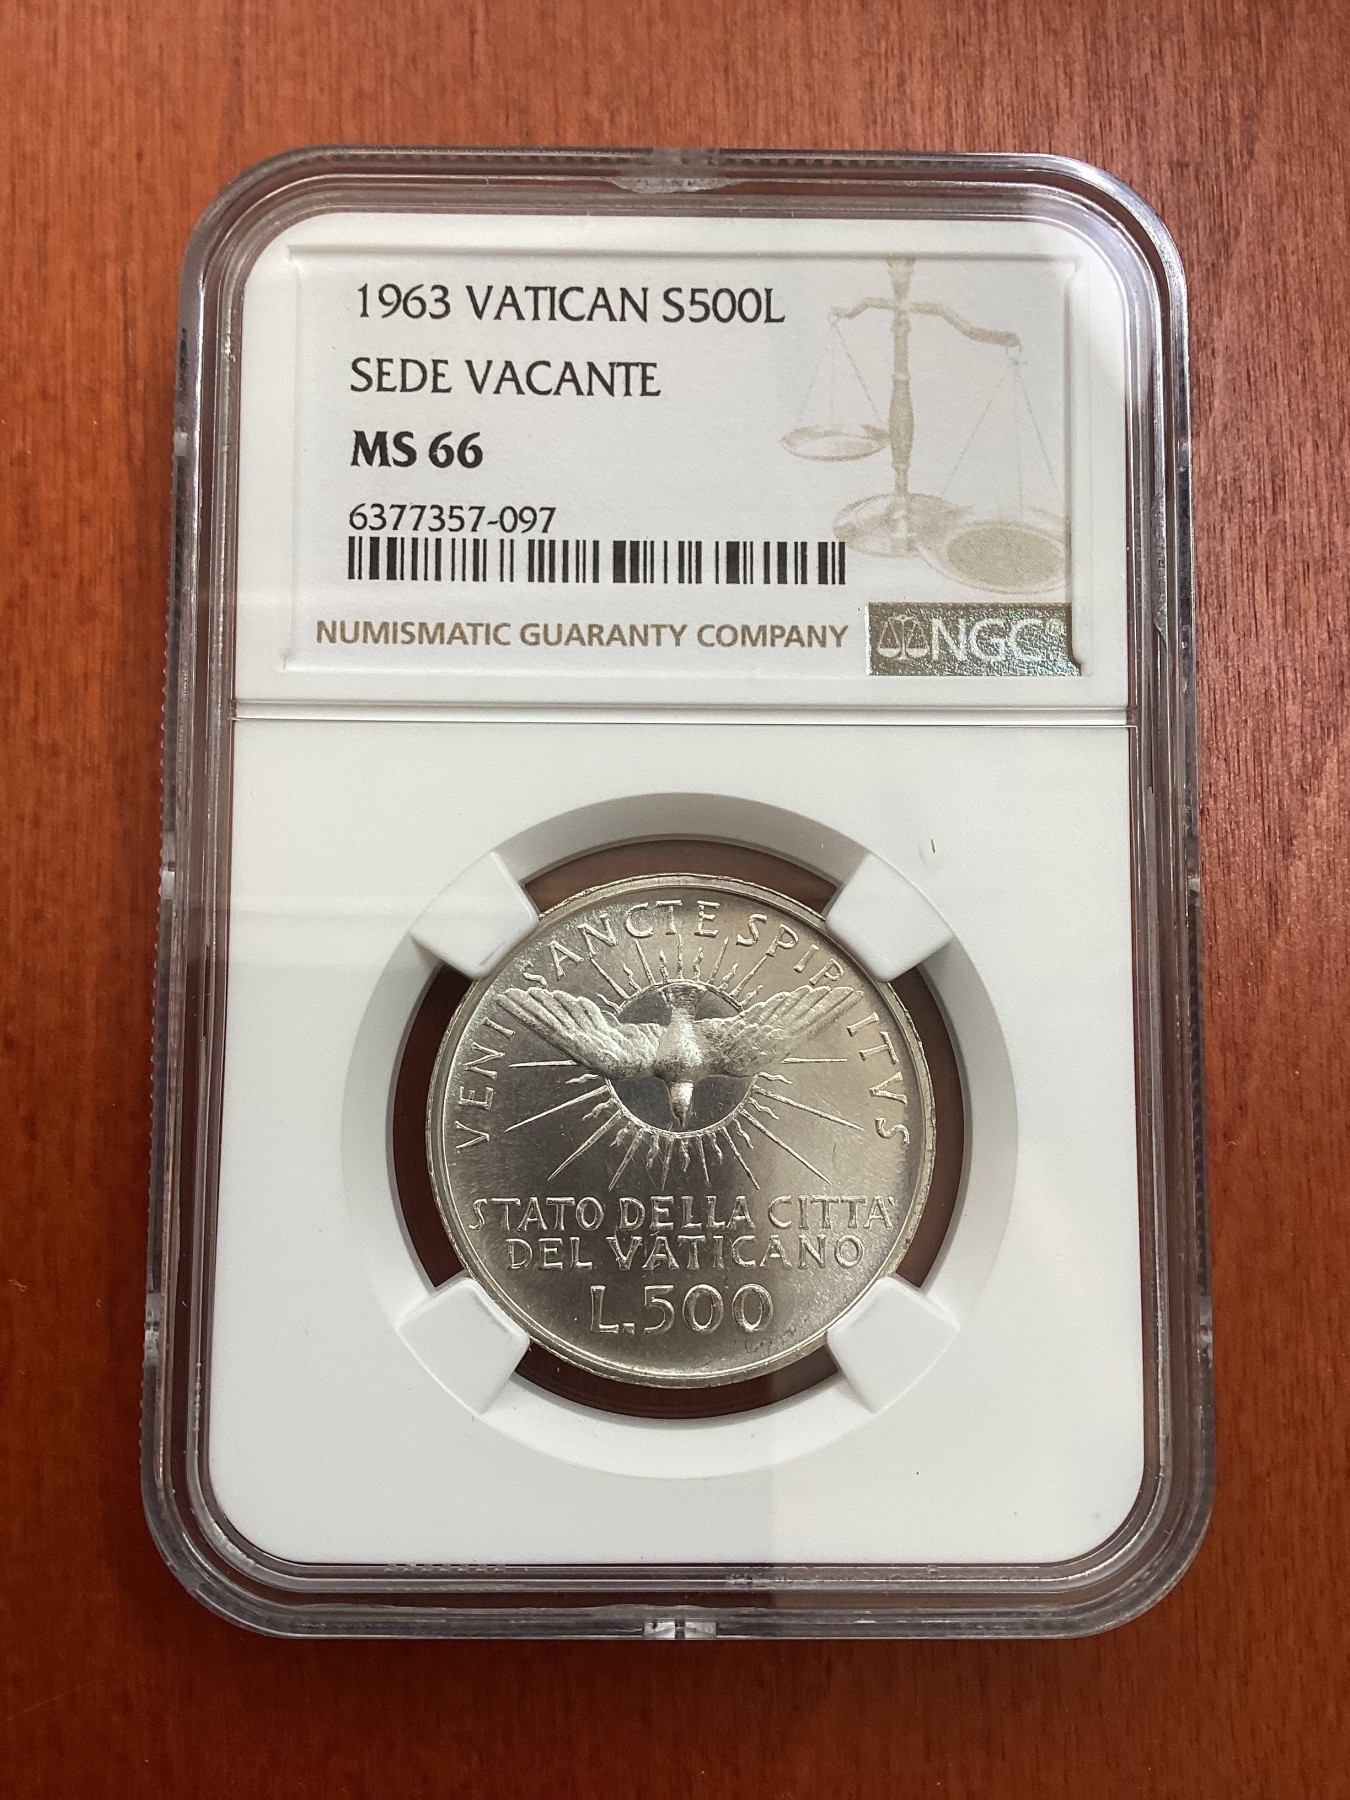 1963 VATICAN S500L
SEDE VACANTE
MS 66
6377357-097
NUMISMATIC GUARANTY COMPANY
NGC®
VENI SANCTE SPIRITVS
STATO DELLA CITTA'
DEL VATICANO
L.500